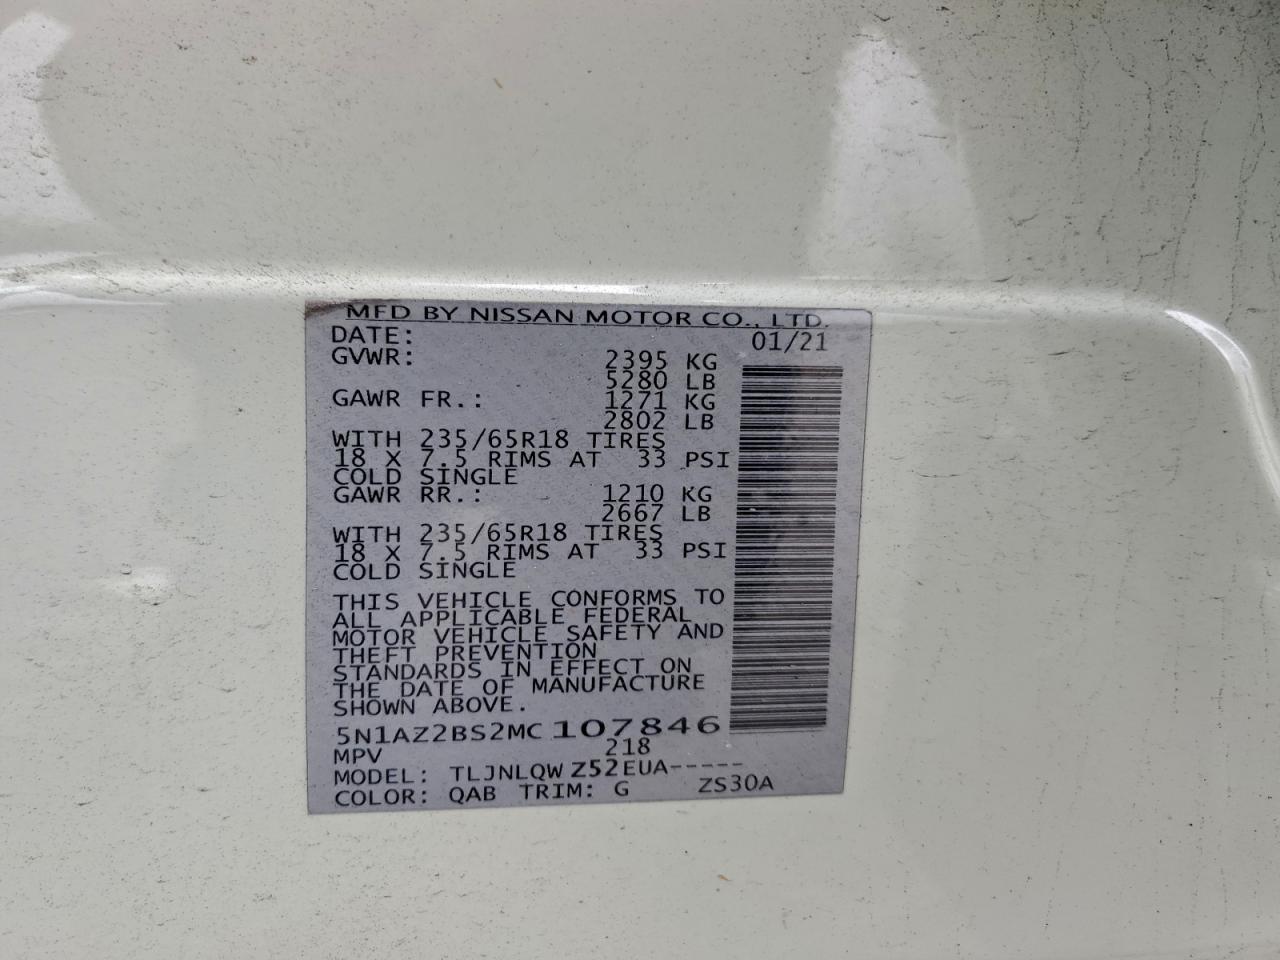 MFD BY NISSAN MOTOR CO., LTD.
DATE: 01/21
GVWR: 2395 KG
5280 LB
GAWR FR.: 1271 KG
2802 LB
WITH 235/65R18 TIRES
18 X 7.5 RIMS AT 33 PSI
COLD SINGLE
GAWR RR.: 1210 KG
2667 LB
WITH 235/65R18 TIRES
18 X 7.5 RIMS AT 33 PSI
COLD SINGLE
THIS VEHICLE CONFORMS TO
ALL APPLICABLE FEDERAL
MOTOR VEHICLE SAFETY AND
THEFT PREVENTION
STANDARDS IN EFFECT ON
THE DATE OF MANUFACTURE
SHOWN ABOVE.
5N1AZ2BS2MC107846
MPV 218
MODEL: TLJNLQW Z52EUA-----
COLOR: QAB TRIM: G ZS30A